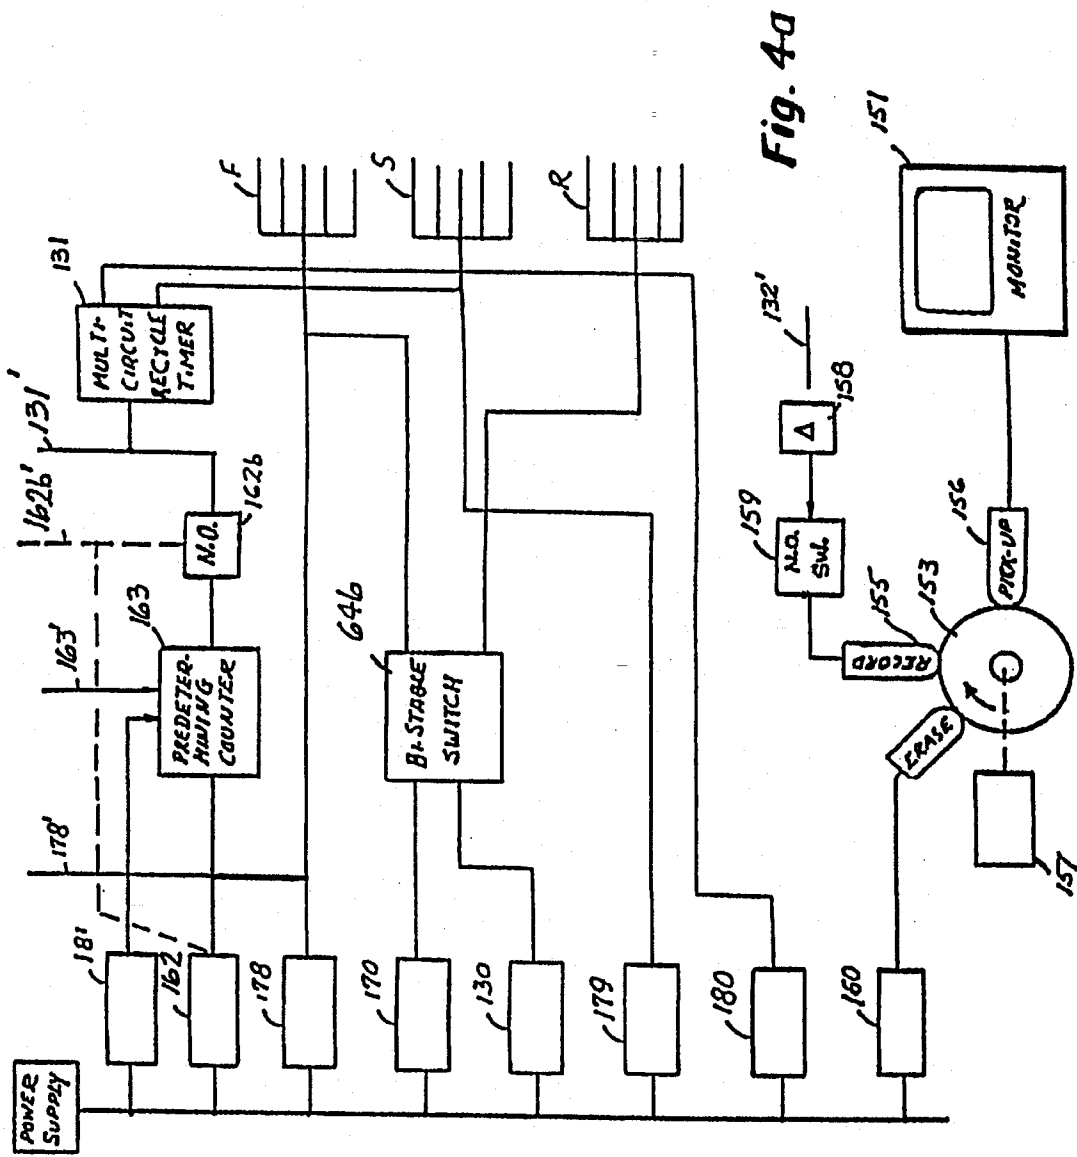 POWER
SUPPLY
178'
163'
162b'
131'
18'
162
178
170
130
179
180
160
163
PREDETER-
MINING
COUNTER
N.O.
162b
131
MULTI-
CIRCUIT
RECYCLE
TIMER
F
S
R
64b
BI-STABLE
SWITCH
159
N.O.
SW.
Δ
158
132'
Fig. 4a
ERASE
RECORD
155
153
PICK-UP
156
157
MONITOR
151